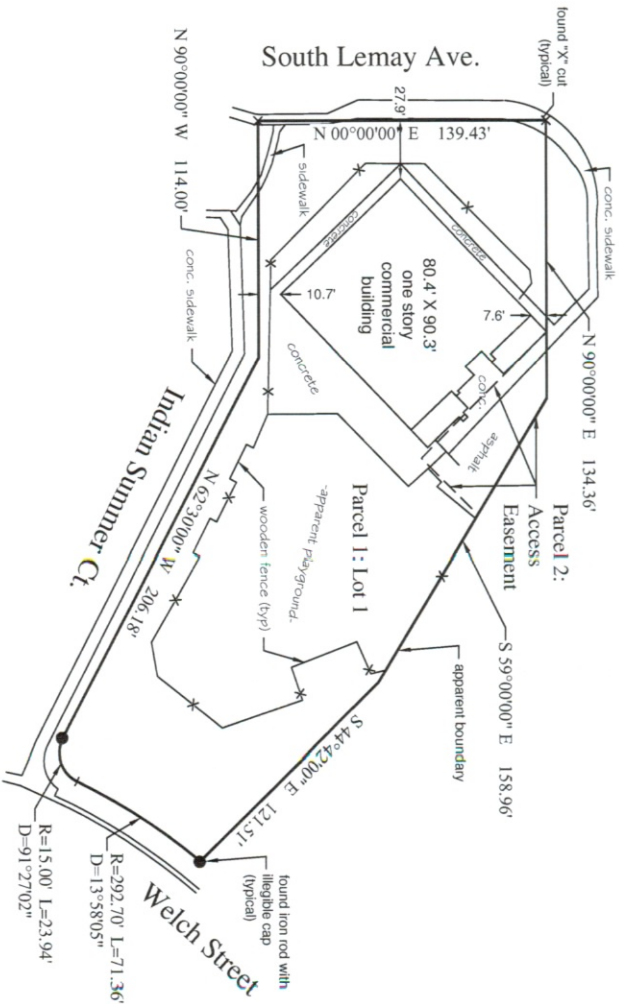 South Lemay Ave.
found "X" cut
(typical)
N 90°00'00" W 114.00'
27.9'
N 00°00'00" E 139.43'
sidewalk
conc. sidewalk
concrete
concrete
conc. sidewalk
80.4' X 90.3'
one story
commercial
building
10.7'
7.6'
N 90°00'00" E 134.36'
concrete
conc.
asphalt
Parcel 2:
Access
Easement
Indian Summer Ct.
N 62°30'00" W 206.18'
wooden fence (typ)
apparent playground.
Parcel 1: Lot 1
S 59°00'00" E 158.96'
apparent boundary
S 44°42'00" E 121.51'
found iron rod with
illegible cap
(typical)
Welch Street
R=292.70' L=71.36'
D=13°58'05"
R=15.00' L=23.94'
D=91°27'02"